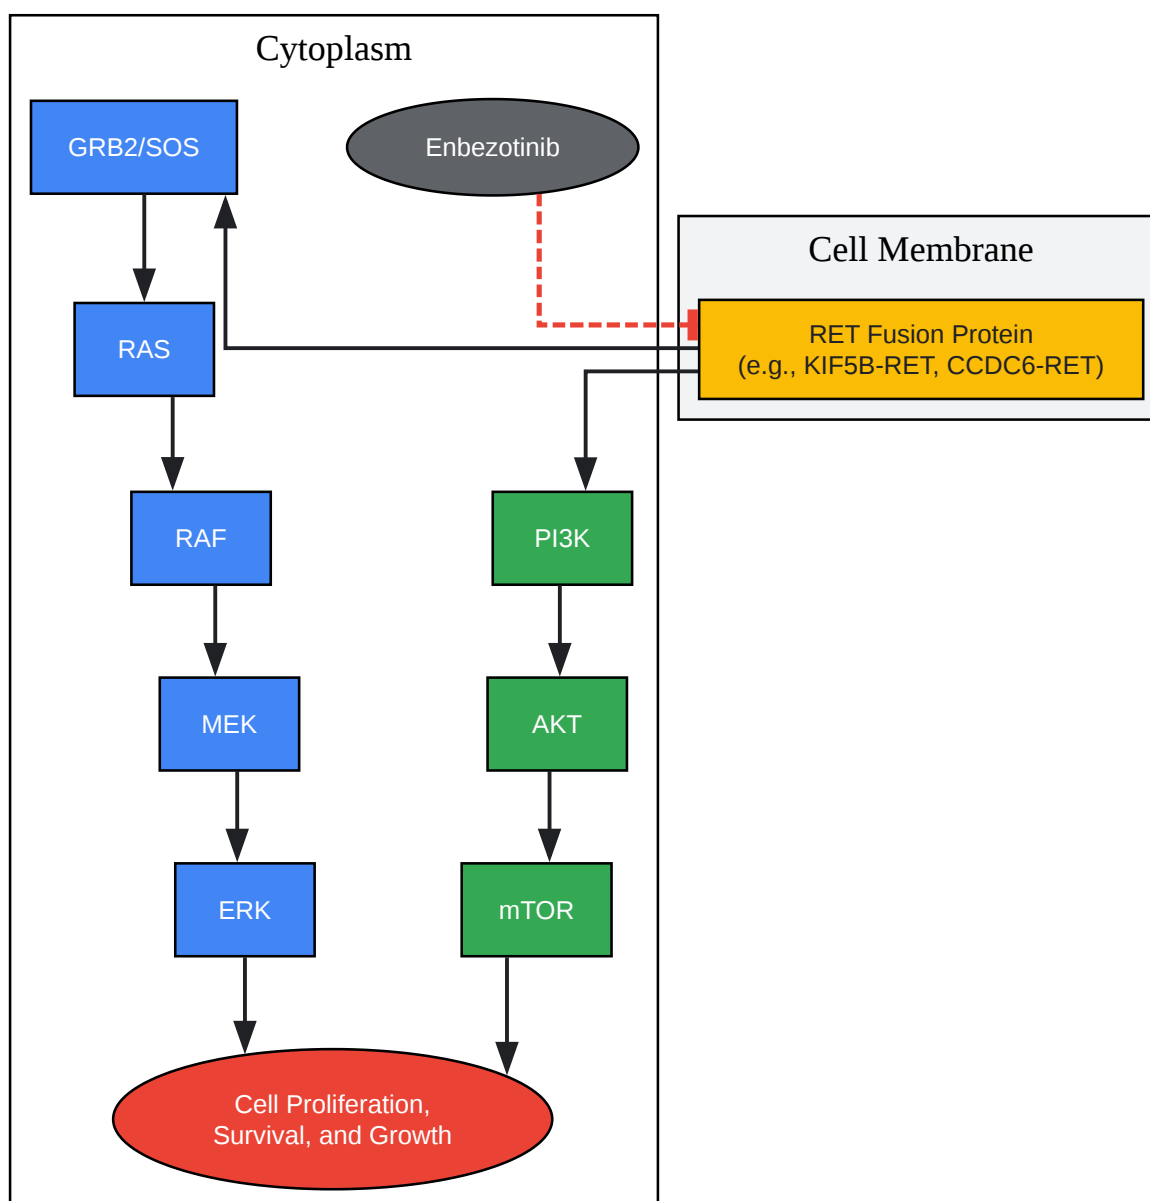 Cytoplasm
GRB2/SOS
Enbezotinib
Cell Membrane
RET Fusion Protein
(e.g., KIF5B-RET, CCDC6-RET)
RAS
RAF
PI3K
MEK
AKT
ERK
mTOR
Cell Proliferation,
Survival, and Growth